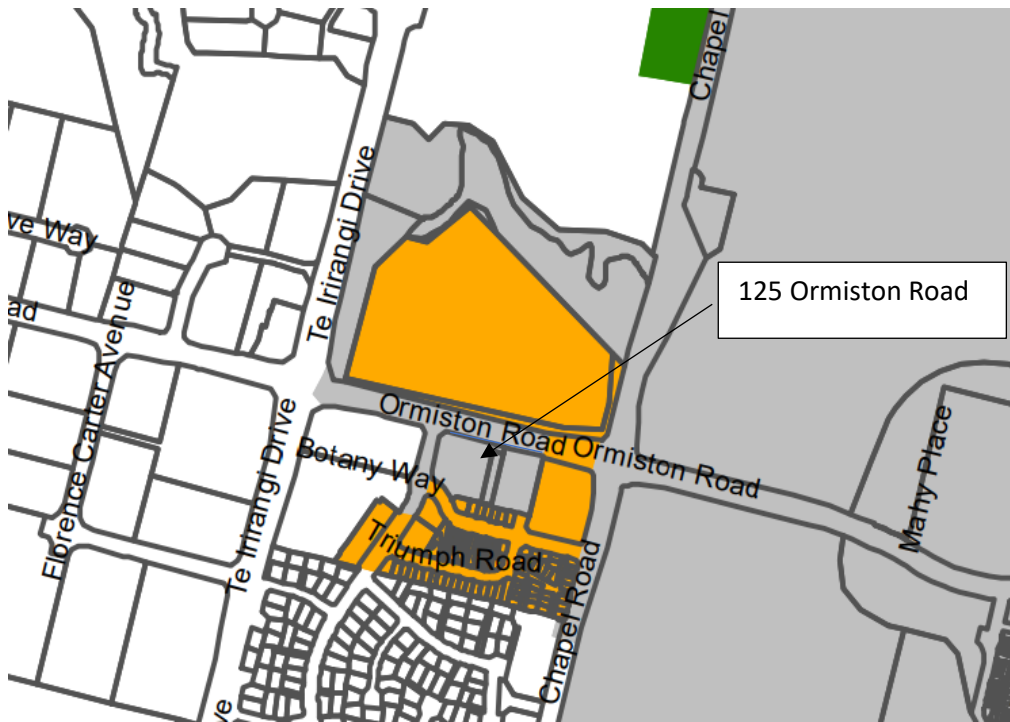 Chapel
Te Irirangi Drive
ve Way
125 Ormiston Road
ad
Florence Carter Avenue
Ormiston Road Ormiston Road
Botany Way
Te Irirangi Drive
Mahy Place
Triumph Road
Chapel Road
ve